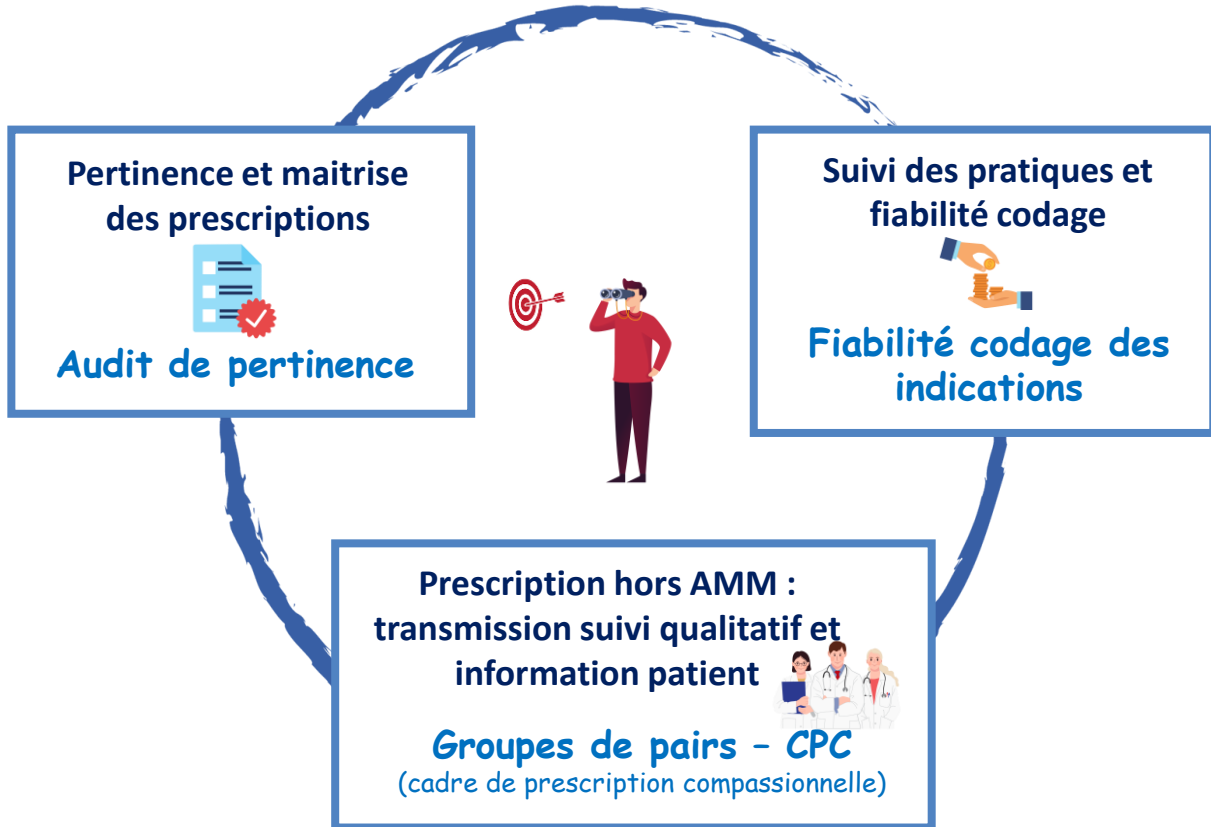 Pertinence et maitrise
des prescriptions
Audit de pertinence
Suivi des pratiques et
fiabilité codage
Fiabilité codage des
indications
Prescription hors AMM :
transmission suivi qualitatif et
information patient
Groupes de pairs – CPC
(cadre de prescription compassionnelle)